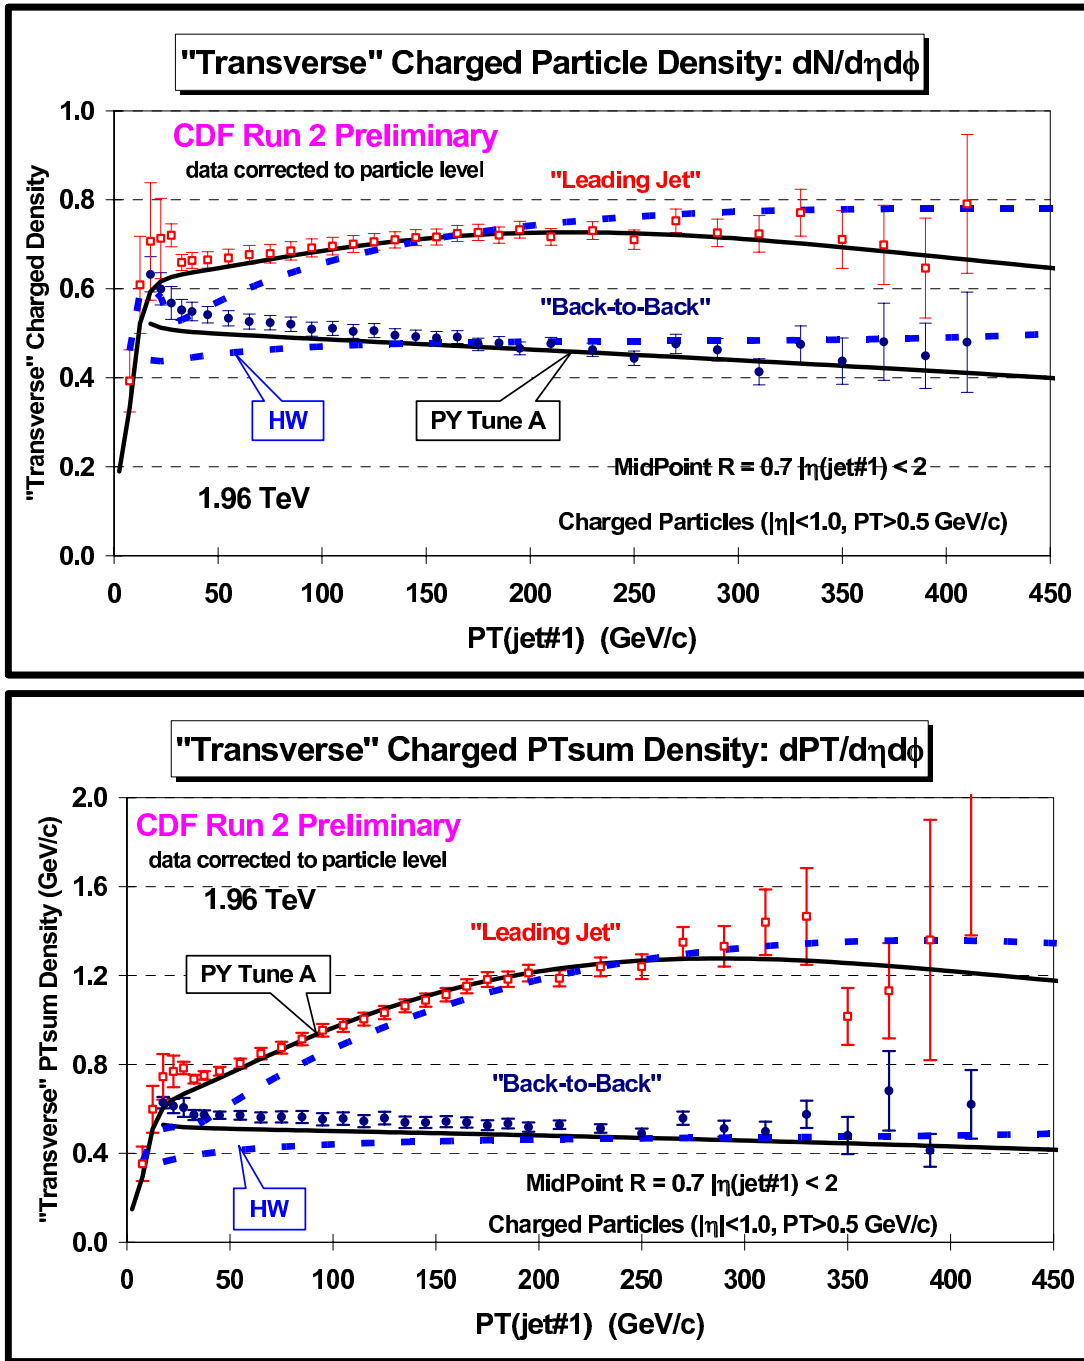 "Transverse" Charged Particle Density: dN/dηdϕ
1.0
CDF Run 2 Preliminary
data corrected to particle level
"Leading Jet"
0.8
0.6
"Back-to-Back"
0.4
HW
PY Tune A
MidPoint R = 0.7 |η(jet#1) < 2
0.2
1.96 TeV
Charged Particles (|η|<1.0, PT>0.5 GeV/c)
0.0
"Transverse" Charged Density
0 50 100 150 200 250 300 350 400 450
PT(jet#1) (GeV/c)
"Transverse" Charged PTsum Density: dPT/dηdϕ
2.0
CDF Run 2 Preliminary
data corrected to particle level
1.6
1.96 TeV
"Leading Jet"
PY Tune A
1.2
0.8
"Back-to-Back"
0.4
MidPoint R = 0.7 |η(jet#1) < 2
HW
Charged Particles (|η|<1.0, PT>0.5 GeV/c)
0.0
"Transverse" PTsum Density (GeV/c)
0 50 100 150 200 250 300 350 400 450
PT(jet#1) (GeV/c)